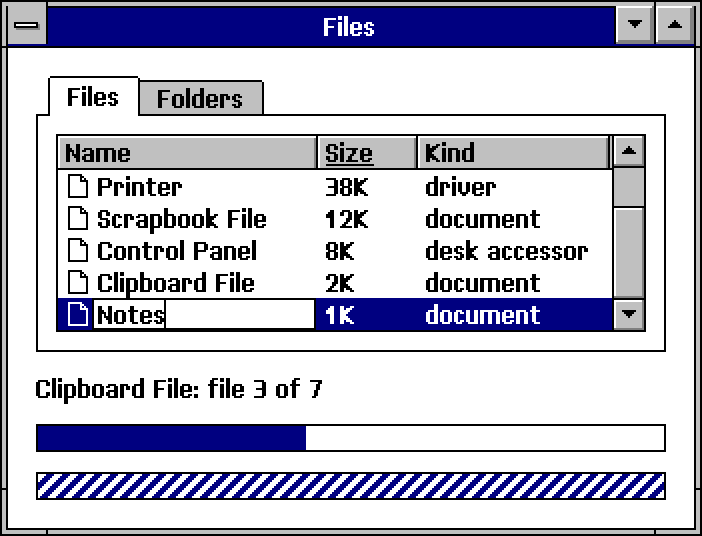 Files
Files Folders
Name Size Kind
Printer 38K driver
Scrapbook File 12K document
Control Panel 8K desk accessor
Clipboard File 2K document
Notes 1K document
Clipboard File: file 3 of 7